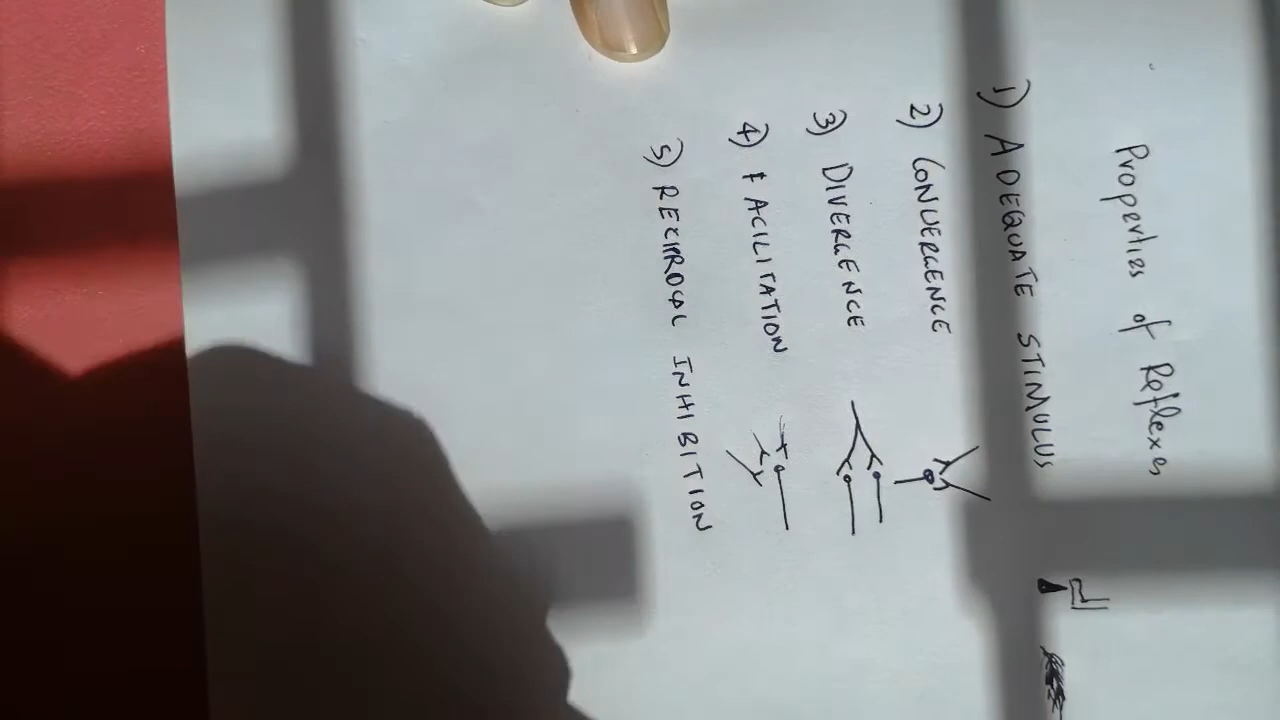 Properties of Reflexes
1) ADEQUATE STIMULUS
2) CONVERGENCE
3) DIVERGENCE
4) FACILITATION
5) RECIPROCAL INHIBITION